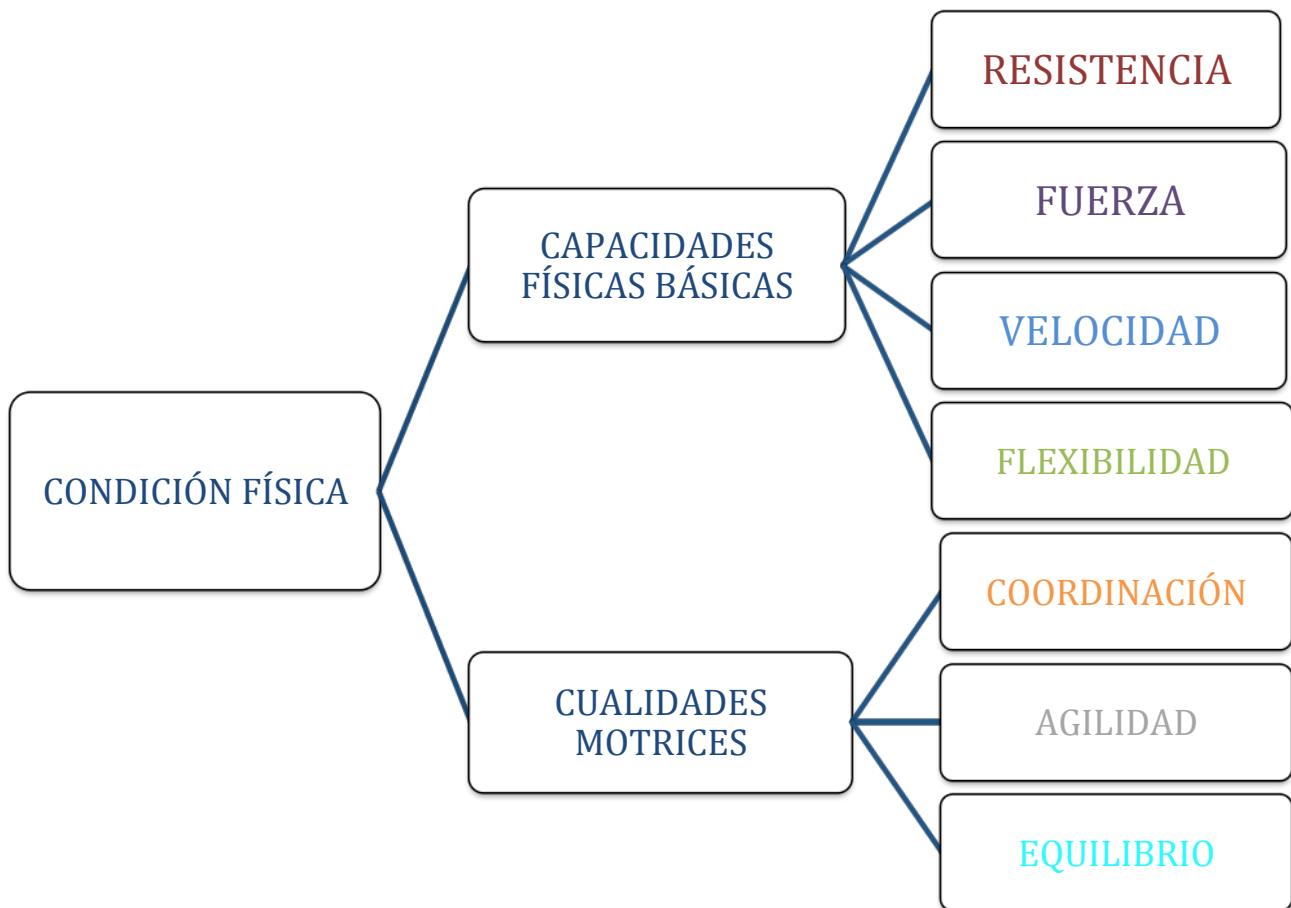 CONDICIÓN FÍSICA
CAPACIDADES
FÍSICAS BÁSICAS
RESISTENCIA
FUERZA
VELOCIDAD
FLEXIBILIDAD
CUALIDADES
MOTRICES
COORDINACIÓN
AGILIDAD
EQUILIBRIO